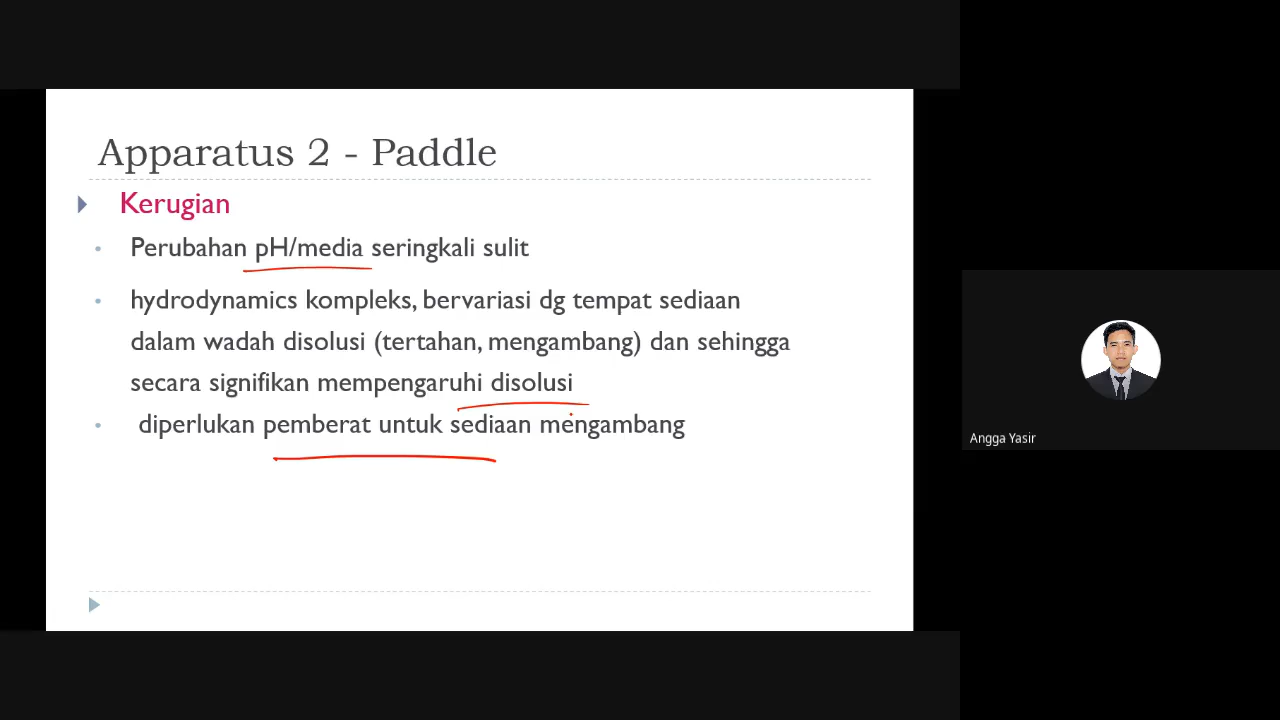 Apparatus 2 - Paddle
Kerugian
Perubahan pH/media seringkali sulit
hydrodynamics kompleks, bervariasi dg tempat sediaan
dalam wadah disolusi (tertahan, mengambang) dan sehingga
secara signifikan mempengaruhi disolusi
diperlukan pemberat untuk sediaan mengambang
Angga Yasir